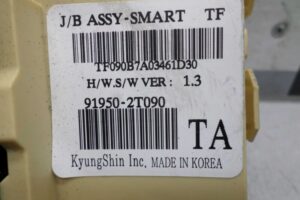 J/B ASSY-SMART TF
TF090B7A03461D30
H/W.S/W VER : 1.3
91950-2T090
TA
KyungShin Inc. MADE IN KOREA